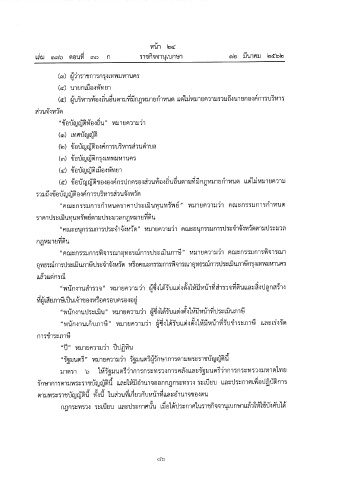 หน้า ๒๔
เล่ม ๑๓๖ ตอนที่ ๓๐ ก ราชกิจจานุเบกษา ๑๒ มีนาคม ๒๕๖๒
(๓) ผู้ว่าราชการกรุงเทพมหานคร
(๔) นายกเมืองพัทยา
(๕) ผู้บริหารท้องถิ่นอื่นตามที่มีกฎหมายกำหนด แต่ไม่หมายความรวมถึงนายกองค์การบริหาร
ส่วนจังหวัด
“ข้อบัญญัติท้องถิ่น” หมายความว่า
(๑) เทศบัญญัติ
(๒) ข้อบัญญัติองค์การบริหารส่วนตำบล
(๓) ข้อบัญญัติกรุงเทพมหานคร
(๔) ข้อบัญญัติเมืองพัทยา
(๕) ข้อบัญญัติขององค์กรปกครองส่วนท้องถิ่นอื่นตามที่มีกฎหมายกำหนด แต่ไม่หมายความ
รวมถึงข้อบัญญัติองค์การบริหารส่วนจังหวัด
“คณะกรรมการกำหนดราคาประเมินทุนทรัพย์” หมายความว่า คณะกรรมการกำหนด
ราคาประเมินทุนทรัพย์ตามประมวลกฎหมายที่ดิน
“คณะอนุกรรมการประจำจังหวัด” หมายความว่า คณะอนุกรรมการประจำจังหวัดตามประมวล
กฎหมายที่ดิน
“คณะกรรมการพิจารณาอุทธรณ์การประเมินภาษี” หมายความว่า คณะกรรมการพิจารณา
อุทธรณ์การประเมินภาษีประจำจังหวัด หรือคณะกรรมการพิจารณาอุทธรณ์การประเมินภาษีกรุงเทพมหานคร
แล้วแต่กรณี
“พนักงานสำรวจ” หมายความว่า ผู้ซึ่งได้รับแต่งตั้งให้มีหน้าที่สำรวจที่ดินและสิ่งปลูกสร้าง
ที่ผู้เสียภาษีเป็นเจ้าของหรือครอบครองอยู่
“พนักงานประเมิน” หมายความว่า ผู้ซึ่งได้รับแต่งตั้งให้มีหน้าที่ประเมินภาษี
“พนักงานเก็บภาษี” หมายความว่า ผู้ซึ่งได้รับแต่งตั้งให้มีหน้าที่รับชำระภาษี และเร่งรัด
การชำระภาษี
“ปี” หมายความว่า ปีปฏิทิน
“รัฐมนตรี” หมายความว่า รัฐมนตรีผู้รักษาการตามพระราชบัญญัตินี้
มาตรา ๖ ให้รัฐมนตรีว่าการกระทรวงการคลังและรัฐมนตรีว่าการกระทรวงมหาดไทย
รักษาการตามพระราชบัญญัตินี้ และให้มีอำนาจออกกฎกระทรวง ระเบียบ และประกาศเพื่อปฏิบัติการ
ตามพระราชบัญญัตินี้ ทั้งนี้ ในส่วนที่เกี่ยวกับหน้าที่และอำนาจของตน
กฎกระทรวง ระเบียบ และประกาศนั้น เมื่อได้ประกาศในราชกิจจานุเบกษาแล้วให้ใช้บังคับได้